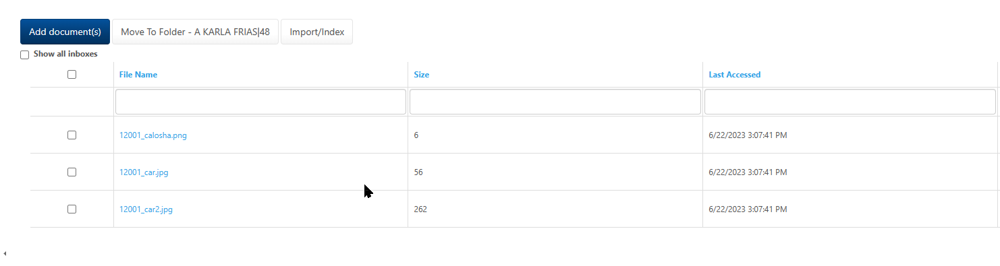 Add document(s) Move To Folder - A KARLA FRIAS|48 Import/Index
Show all inboxes
File Name Size Last Accessed
12001_calosha.png 6 6/22/2023 3:07:41 PM
12001_car.jpg 56 6/22/2023 3:07:41 PM
12001_car2.jpg 262 6/22/2023 3:07:41 PM